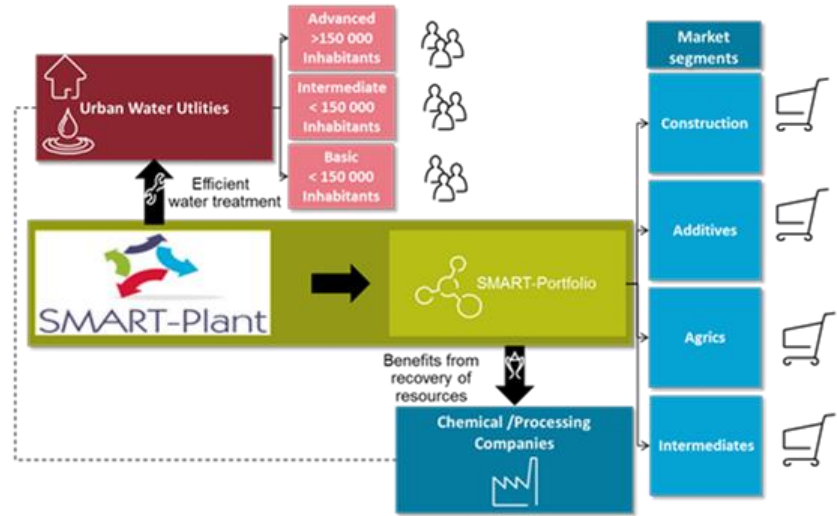 Advanced
>150 000
Inhabitants
Market
segments
Urban Water Utlities
Intermediate
< 150 000
Inhabitants
Construction
Basic
< 150 000
Inhabitants
Efficient
water treatment
Additives
SMART-Plant
SMART-Portfolio
Agrics
Benefits from
recovery of
resources
Chemical /Processing
Companies
Intermediates